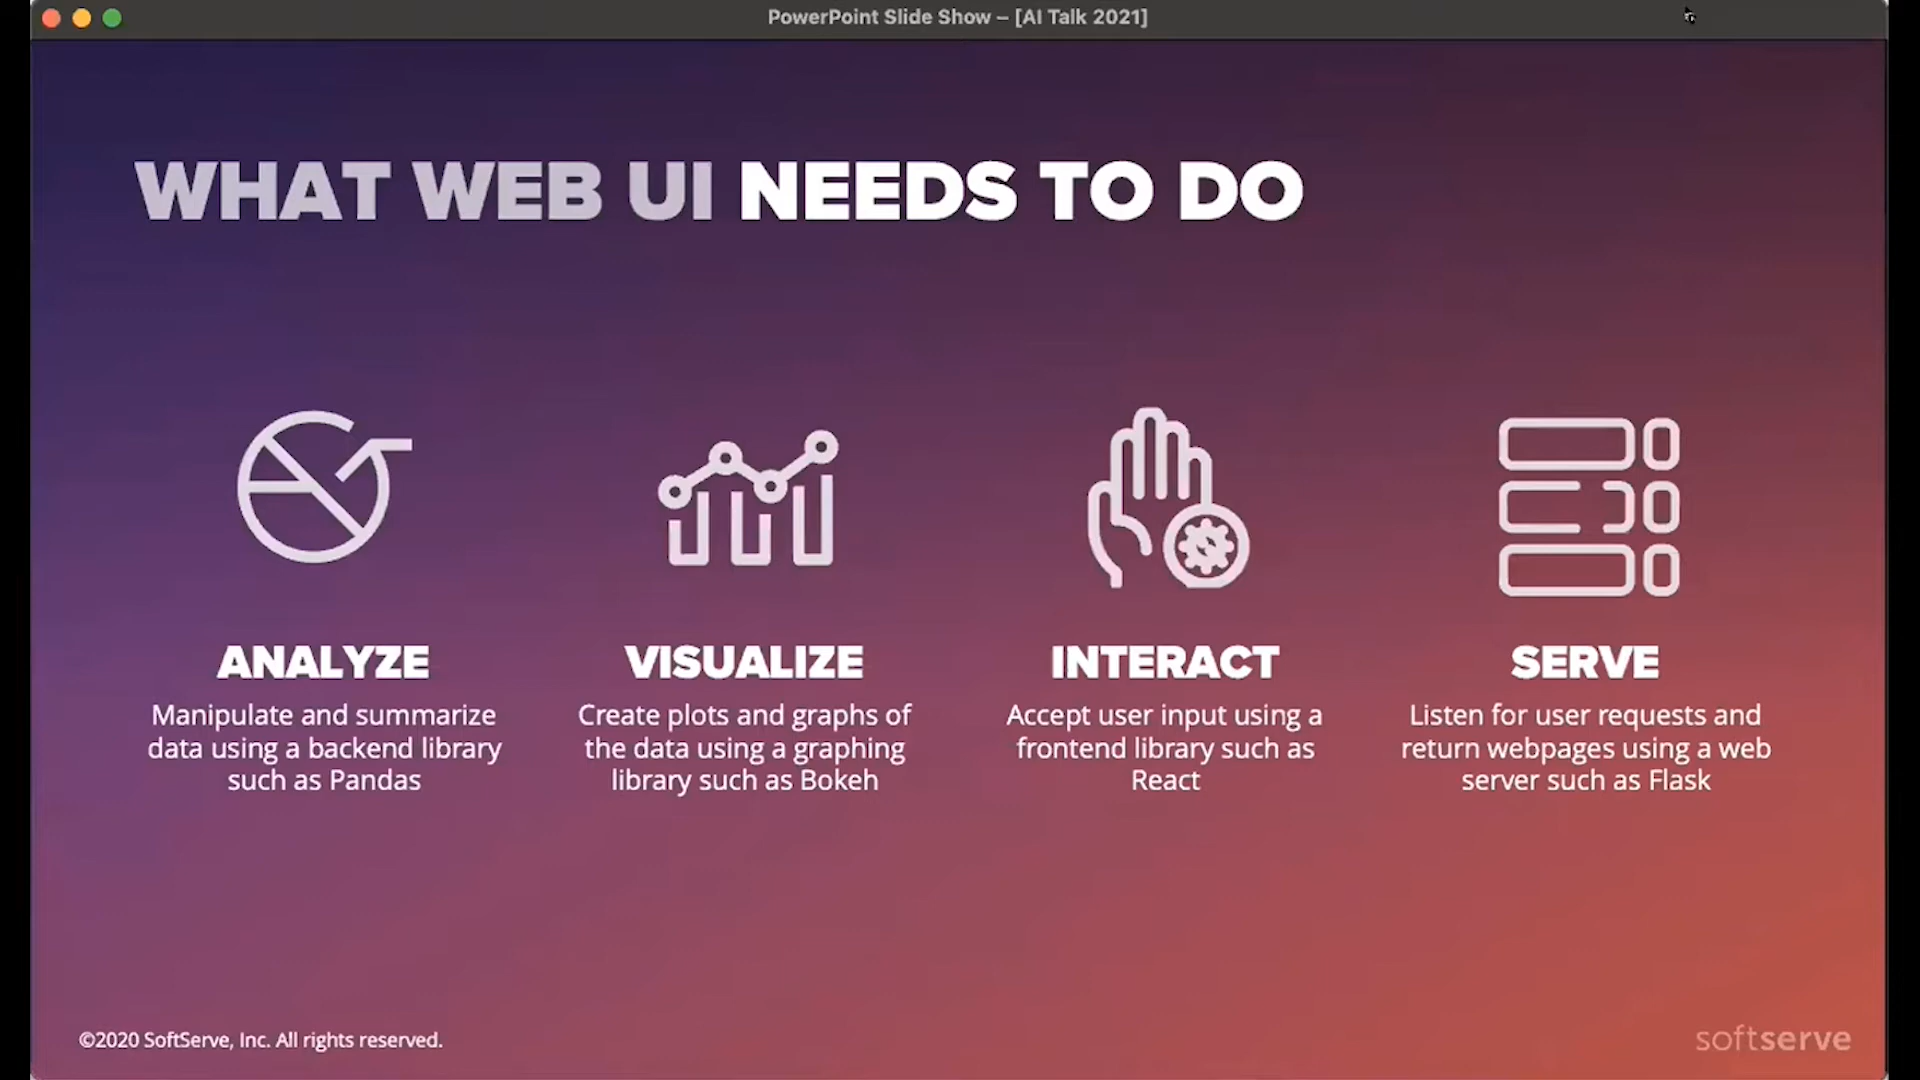 PowerPoint Slide Show – [AI Talk 2021]
WHAT WEB UI NEEDS TO DO
ANALYZE
Manipulate and summarize
data using a backend library
such as Pandas
VISUALIZE
Create plots and graphs of
the data using a graphing
library such as Bokeh
INTERACT
Accept user input using a
frontend library such as
React
SERVE
Listen for user requests and
return webpages using a web
server such as Flask
©2020 SoftServe, Inc. All rights reserved.
softserve